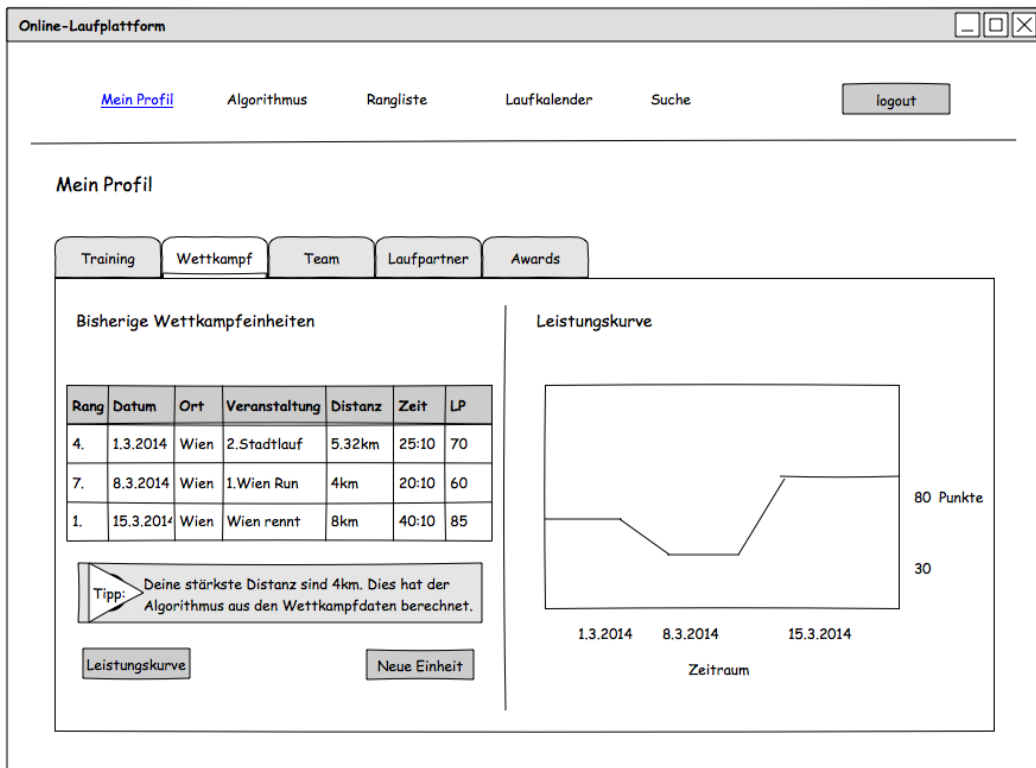 Online-Laufplattform
Mein Profil Algorithmus Rangliste Laufkalender Suche logout
Mein Profil
Training Wettkampf Team Laufpartner Awards
Bisherige Wettkampfeinheiten
Rang Datum Ort Veranstaltung Distanz Zeit LP
4. 1.3.2014 Wien 2.Stadtlauf 5.32km 25:10 70
7. 8.3.2014 Wien 1.Wien Run 4km 20:10 60
1. 15.3.2014 Wien Wien rennt 8km 40:10 85
Tipp: Deine stärkste Distanz sind 4km. Dies hat der
Algorithmus aus den Wettkampfdaten berechnet.
Leistungskurve Neue Einheit
Leistungskurve
80 Punkte
30
1.3.2014 8.3.2014 15.3.2014
Zeitraum